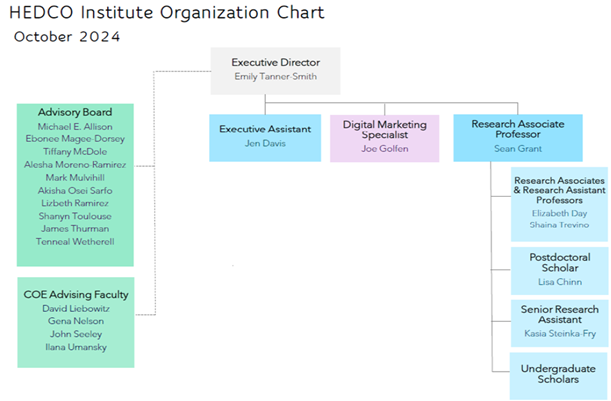 HEDCO Institute Organization Chart
October 2024
Executive Director
Emily Tanner-Smith
Advisory Board
Michael E. Allison
Ebonee Magee-Dorsey
Tiffany McDole
Alesha Moreno-Ramirez
Mark Mulvihill
Akisha Osei Sarfo
Lizbeth Ramirez
Shanyn Toulouse
James Thurman
Tenneal Wetherell
COE Advising Faculty
David Liebowitz
Gena Nelson
John Seeley
Ilana Umansky
Executive Assistant
Jen Davis
Digital Marketing
Specialist
Joe Golfen
Research Associate
Professor
Sean Grant
Research Associates
& Research Assistant
Professors
Elizabeth Day
Shaina Trevino
Postdoctoral
Scholar
Lisa Chinn
Senior Research
Assistant
Kasia Steinka-Fry
Undergraduate
Scholars